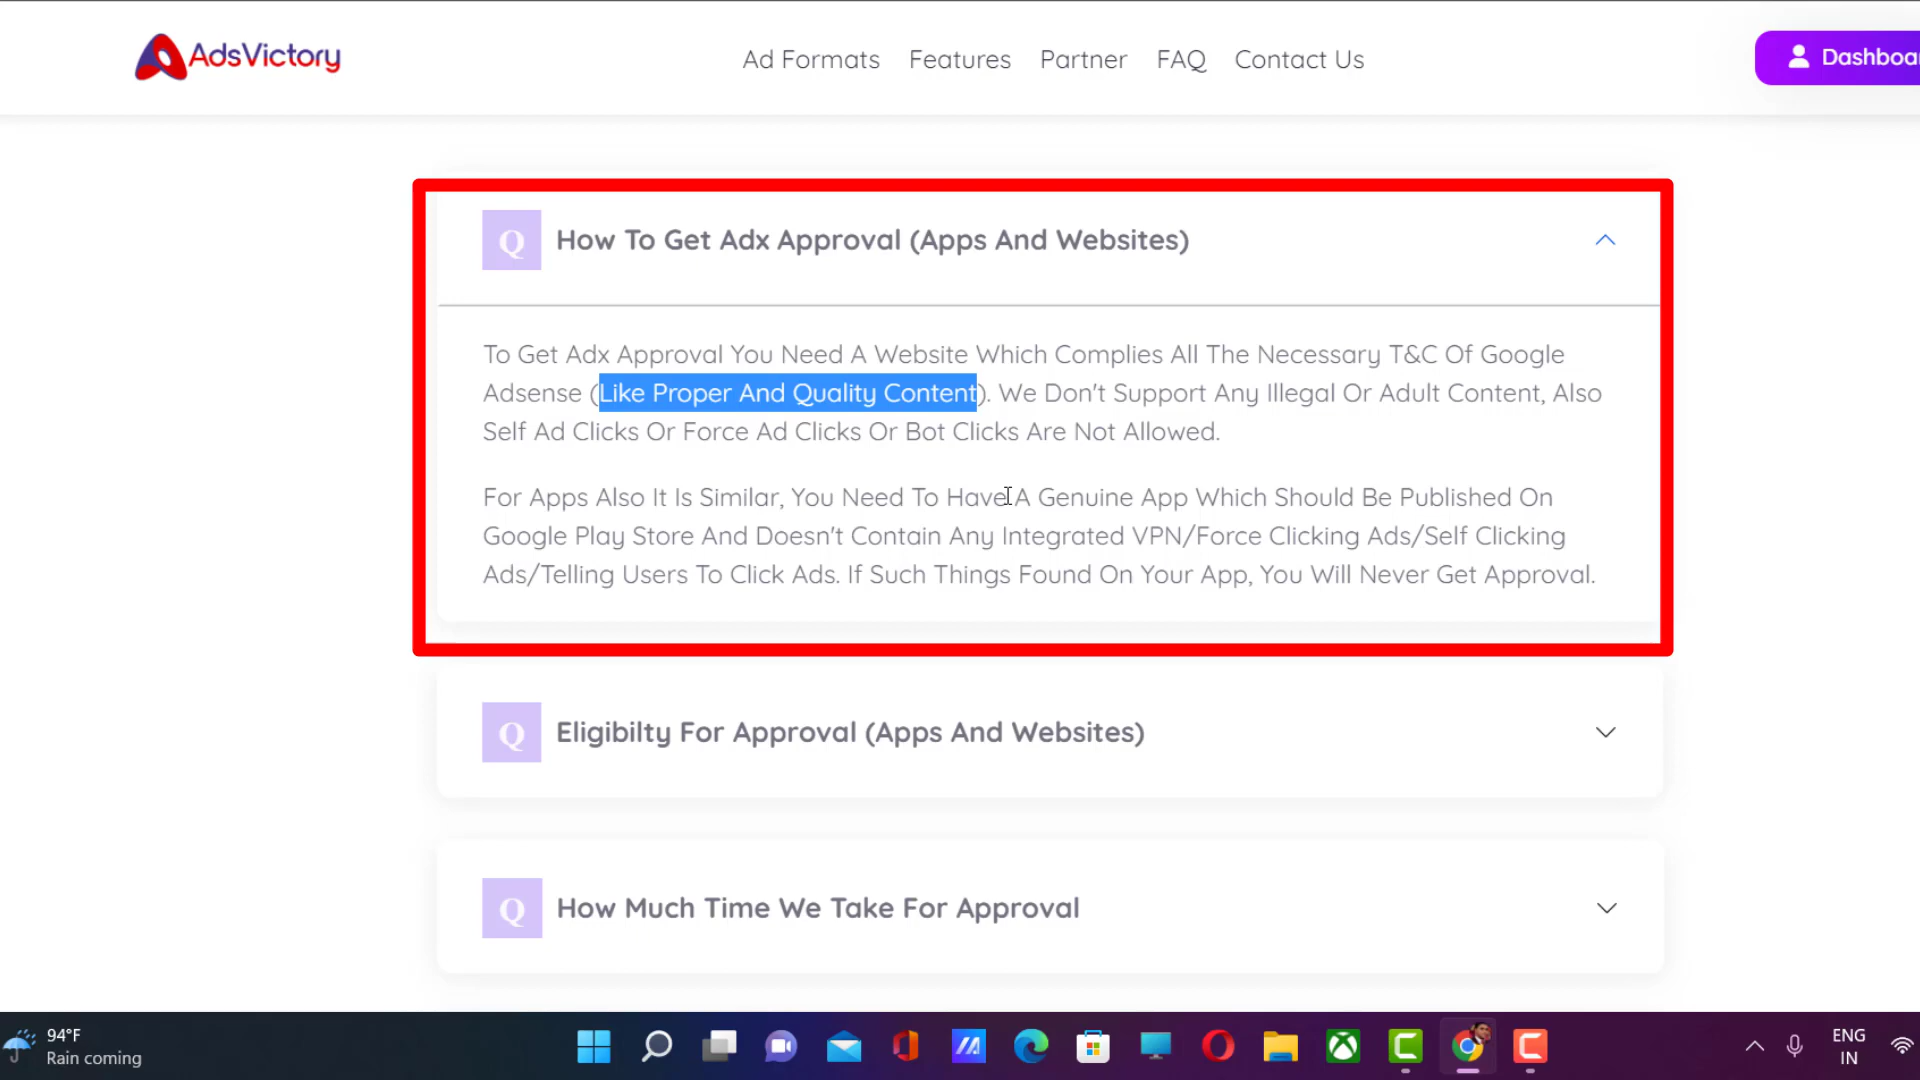 AdsVictory
Ad Formats Features Partner FAQ Contact Us
Dashboar
Q How To Get Adx Approval (Apps And Websites)
To Get Adx Approval You Need A Website Which Complies All The Necessary T&C Of Google
Adsense (Like Proper And Quality Content). We Don't Support Any Illegal Or Adult Content, Also
Self Ad Clicks Or Force Ad Clicks Or Bot Clicks Are Not Allowed.
For Apps Also It Is Similar, You Need To Have A Genuine App Which Should Be Published On
Google Play Store And Doesn't Contain Any Integrated VPN/Force Clicking Ads/Self Clicking
Ads/Telling Users To Click Ads. If Such Things Found On Your App, You Will Never Get Approval.
Q Eligibilty For Approval (Apps And Websites)
Q How Much Time We Take For Approval
94°F
Rain coming
ENG
IN